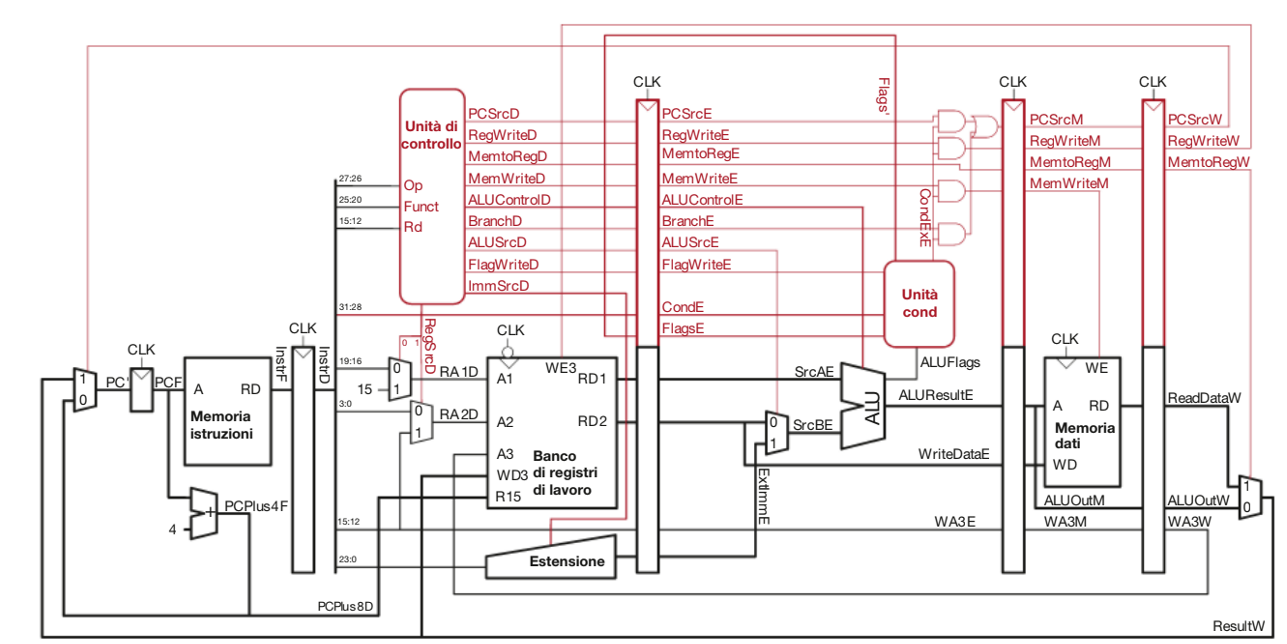 CLK
CLK
CLK
Flags'
Unità di
controllo
Op
Funct
Rd
27:26
25:20
15:12
31:28
PCSrcD
RegWriteD
MemtoRegD
MemWriteD
ALUControlD
BranchD
ALUSrcD
FlagWriteD
ImmSrcD
PCSrcE
RegWriteE
MemtoRegE
MemWriteE
ALUControlE
BranchE
ALUSrcE
FlagWriteE
CondE
FlagsE
CondExE
Unità
cond
PCSrcM
RegWriteM
MemtoRegM
MemWriteM
PCSrcW
RegWriteW
MemtoRegW
RegSrcD
0 1
CLK
CLK
CLK
CLK
1
0
PC'
PCF
A
RD
Memoria
istruzioni
InstrF
InstrD
19:16
15
0
1
RA1D
3:0
0
1
RA2D
A1
A2
A3
WD3
R15
WE3
RD1
RD2
Banco
di registri
di lavoro
SrcAE
0
1
SrcBE
ALU
ALUFlags
ALUResultE
WriteDataE
ExtImmE
WE
A
RD
Memoria
dati
WD
ReadDataW
1
0
ALUOutM
ALUOutW
4
+
PCPlus4F
15:12
WA3E
WA3M
WA3W
23:0
Estensione
PCPlus8D
ResultW